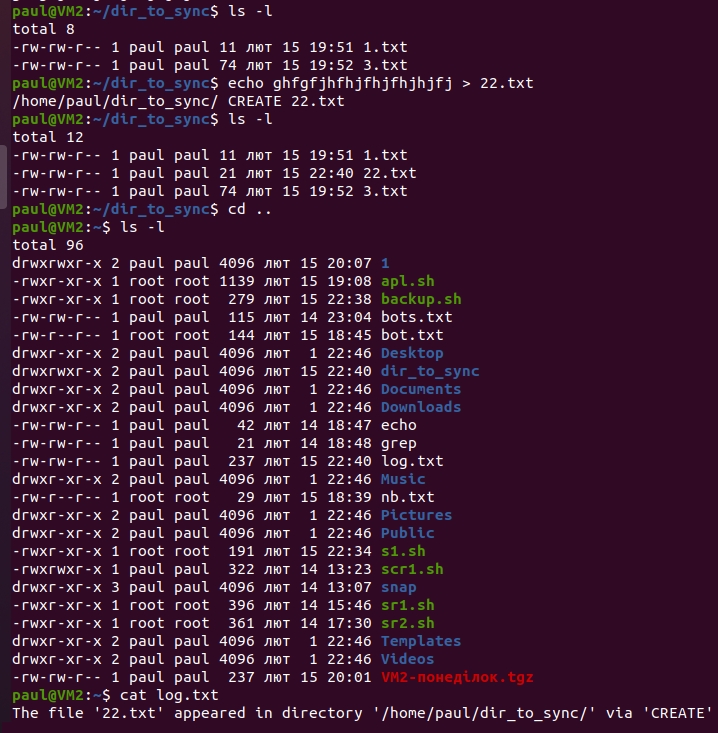 paul@VM2:~/dir_to_sync$ ls -l
total 8
-rw-rw-r-- 1 paul paul 11 лют 15 19:51 1.txt
-rw-rw-r-- 1 paul paul 74 лют 15 19:52 3.txt
paul@VM2:~/dir_to_sync$ echo ghfgfjhfhjfhjfhjfhjhjfj > 22.txt
/home/paul/dir_to_sync/ CREATE 22.txt
paul@VM2:~/dir_to_sync$ ls -l
total 12
-rw-rw-r-- 1 paul paul 11 лют 15 19:51 1.txt
-rw-rw-r-- 1 paul paul 21 лют 15 22:40 22.txt
-rw-rw-r-- 1 paul paul 74 лют 15 19:52 3.txt
paul@VM2:~/dir_to_sync$ cd ..
paul@VM2:~$ ls -l
total 96
drwxrwxr-x 2 paul paul 4096 лют 15 20:07 1
-rwxr-xr-x 1 root root 1139 лют 15 19:08 apl.sh
-rwxr-xr-x 1 root root  279 лют 15 22:38 backup.sh
-rw-rw-r-- 1 paul paul  115 лют 14 23:04 bots.txt
-rw-r--r-- 1 root root  144 лют 15 18:45 bot.txt
drwxr-xr-x 2 paul paul 4096 лют  1 22:46 Desktop
drwxrwxr-x 2 paul paul 4096 лют 15 22:40 dir_to_sync
drwxr-xr-x 2 paul paul 4096 лют  1 22:46 Documents
drwxr-xr-x 2 paul paul 4096 лют  1 22:46 Downloads
-rw-rw-r-- 1 paul paul   42 лют 14 18:47 echo
-rw-rw-r-- 1 paul paul   21 лют 14 18:48 grep
-rw-rw-r-- 1 paul paul  237 лют 15 22:40 log.txt
drwxr-xr-x 2 paul paul 4096 лют  1 22:46 Music
-rw-r--r-- 1 root root   29 лют 15 18:39 nb.txt
drwxr-xr-x 2 paul paul 4096 лют  1 22:46 Pictures
drwxr-xr-x 2 paul paul 4096 лют  1 22:46 Public
-rwxr-xr-x 1 root root  191 лют 15 22:34 s1.sh
-rwxrwxr-x 1 paul paul  322 лют 14 13:23 scr1.sh
drwxr-xr-x 3 paul paul 4096 лют 14 13:07 snap
-rwxr-xr-x 1 root root  396 лют 14 15:46 sr1.sh
-rwxr-xr-x 1 root root  361 лют 14 17:30 sr2.sh
drwxr-xr-x 2 paul paul 4096 лют  1 22:46 Templates
drwxr-xr-x 2 paul paul 4096 лют  1 22:46 Videos
-rw-r--r-- 1 paul paul  237 лют 15 20:01 VM2-понеділок.tgz
paul@VM2:~$ cat log.txt
The file '22.txt' appeared in directory '/home/paul/dir_to_sync/' via 'CREATE'